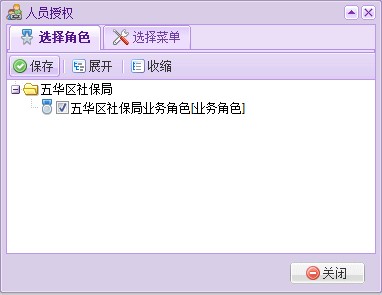 人员授权
选择角色 选择菜单
保存 展开 收缩
五华区社保局
五华区社保局业务角色[业务角色]
关闭